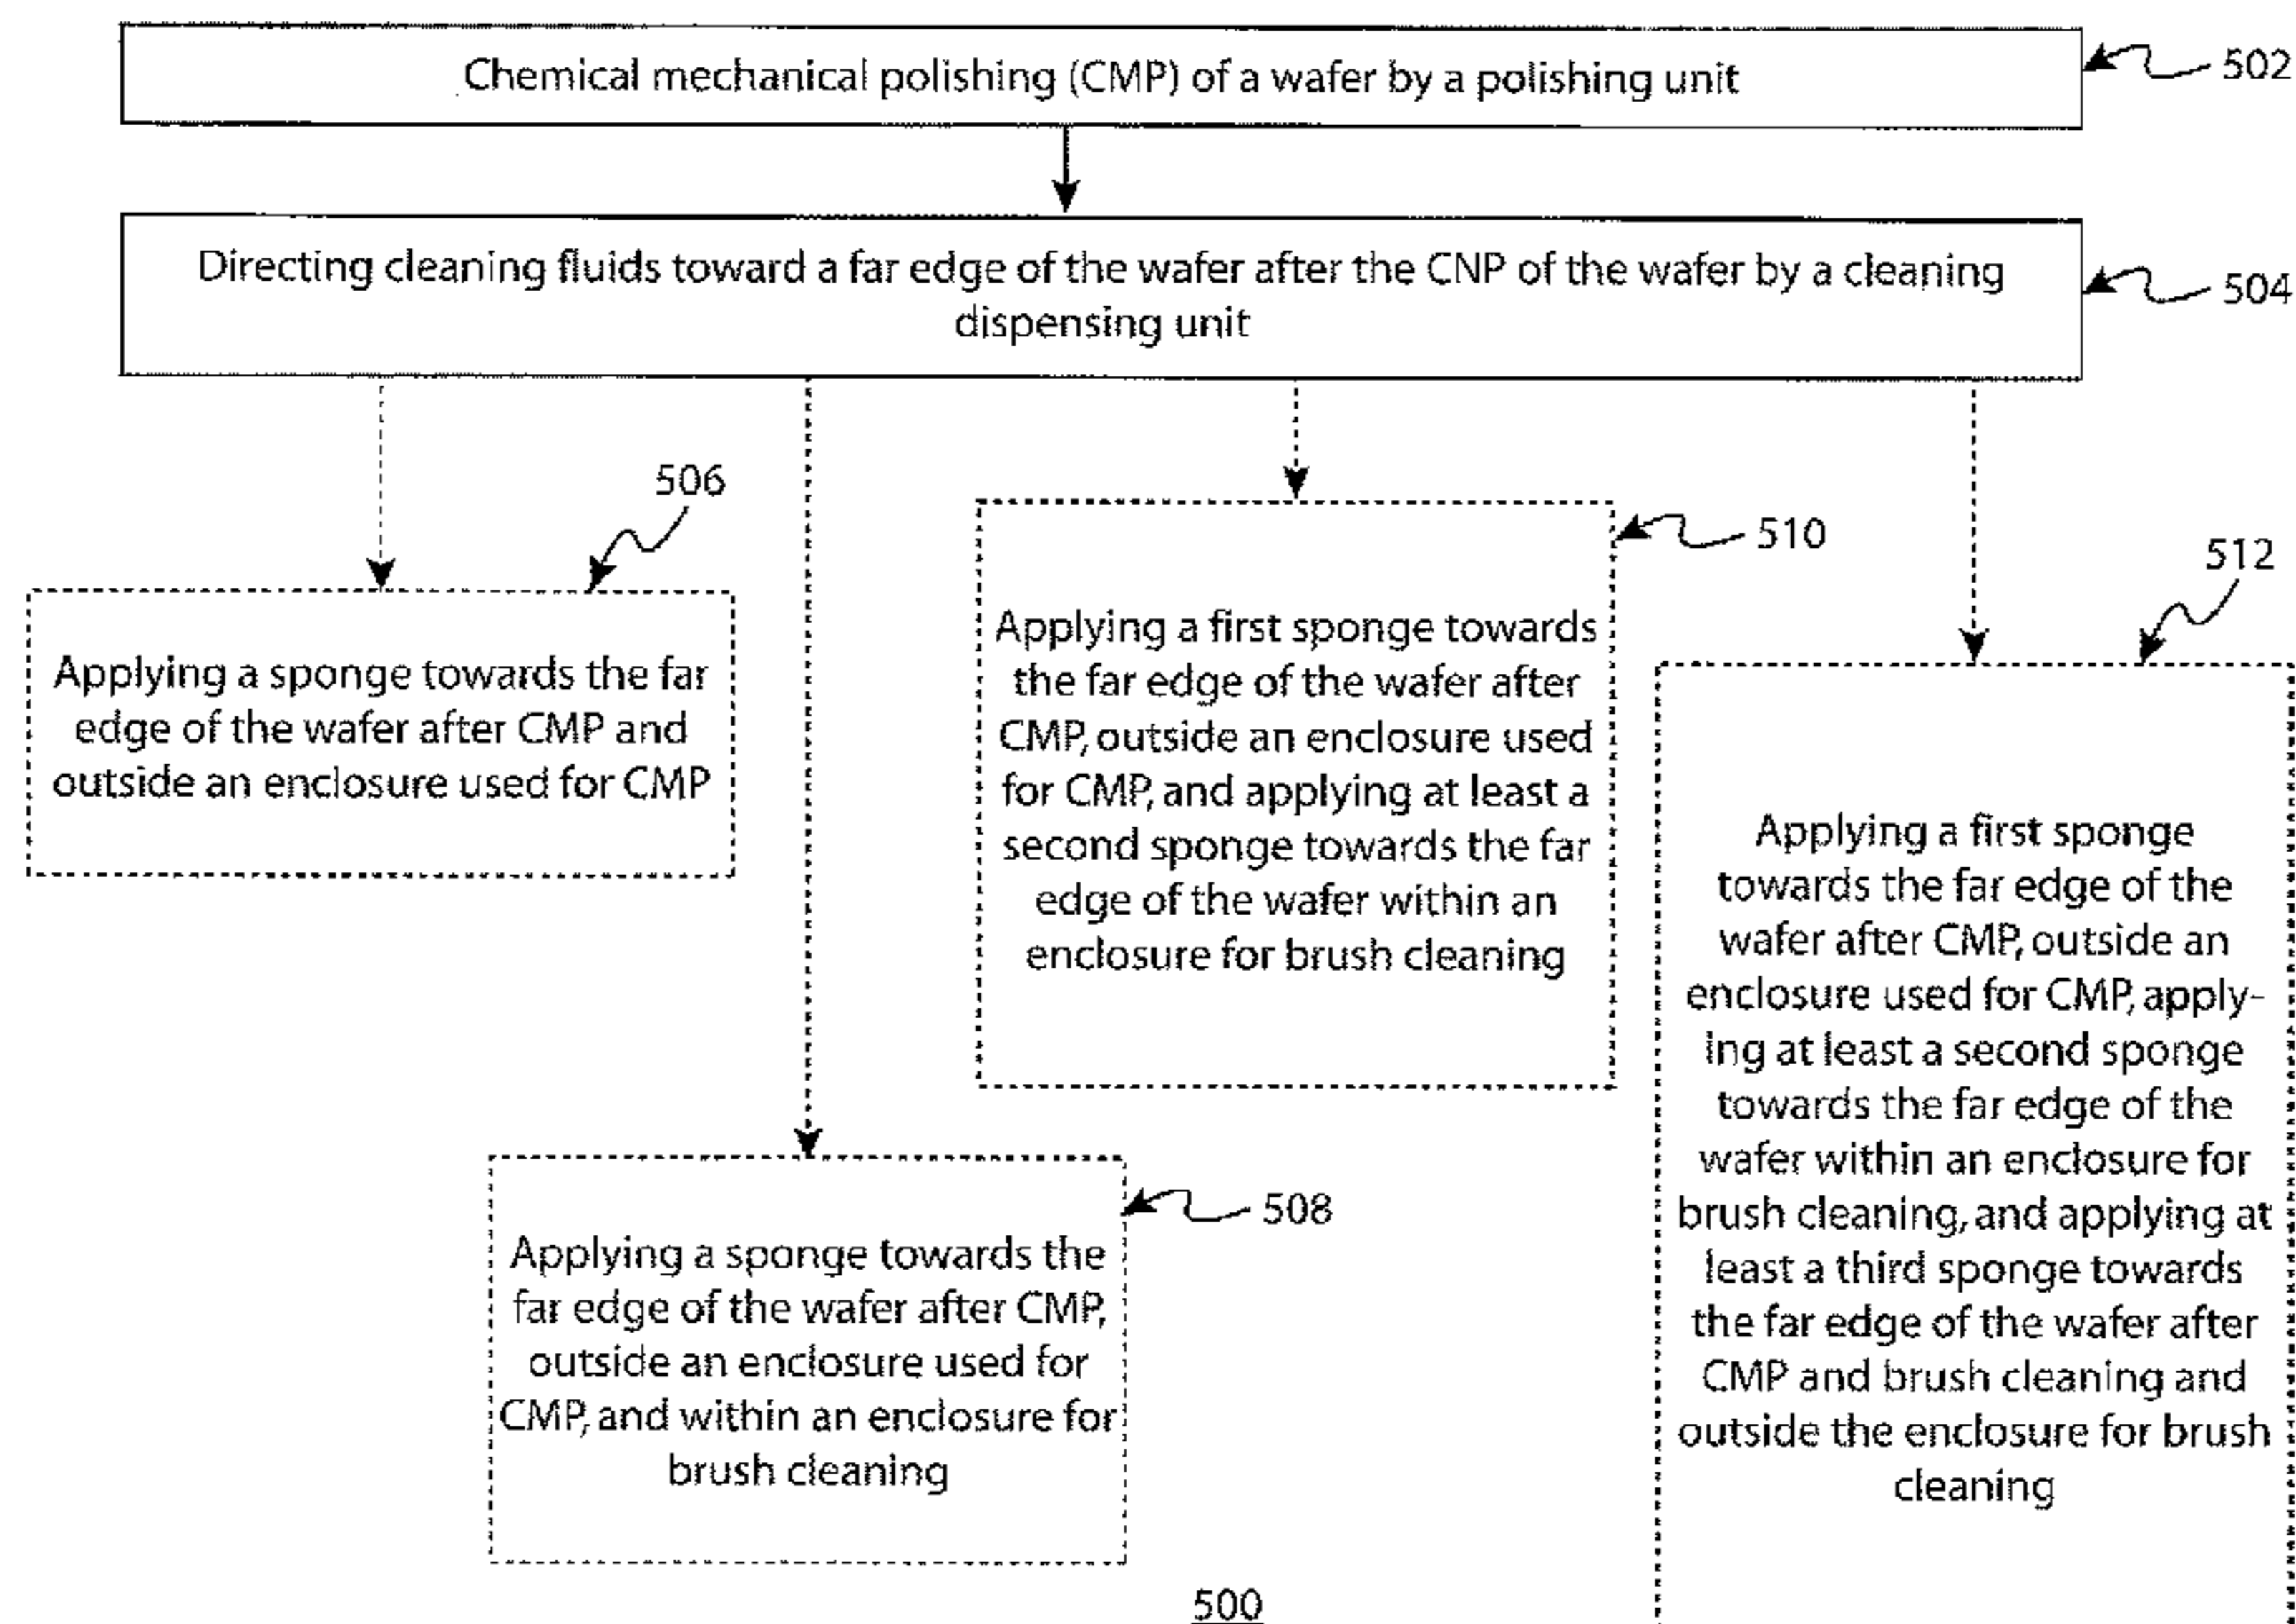 Chemical mechanical polishing (CMP) of a wafer by a polishing unit
502
Directing cleaning fluids toward a far edge of the wafer after the CNP of the wafer by a cleaning
dispensing unit
504
506
Applying a sponge towards the far
edge of the wafer after CMP and
outside an enclosure used for CMP
510
Applying a first sponge towards
the far edge of the wafer after
CMP, outside an enclosure used
for CMP, and applying at least a
second sponge towards the far
edge of the wafer within an
enclosure for brush cleaning
512
Applying a first sponge
towards the far edge of the
wafer after CMP, outside an
enclosure used for CMP, apply-
ing at least a second sponge
towards the far edge of the
wafer within an enclosure for
brush cleaning, and applying at
least a third sponge towards
the far edge of the wafer after
CMP and brush cleaning and
outside the enclosure for brush
cleaning
508
Applying a sponge towards the
far edge of the wafer after CMP,
outside an enclosure used for
CMP, and within an enclosure for
brush cleaning
500